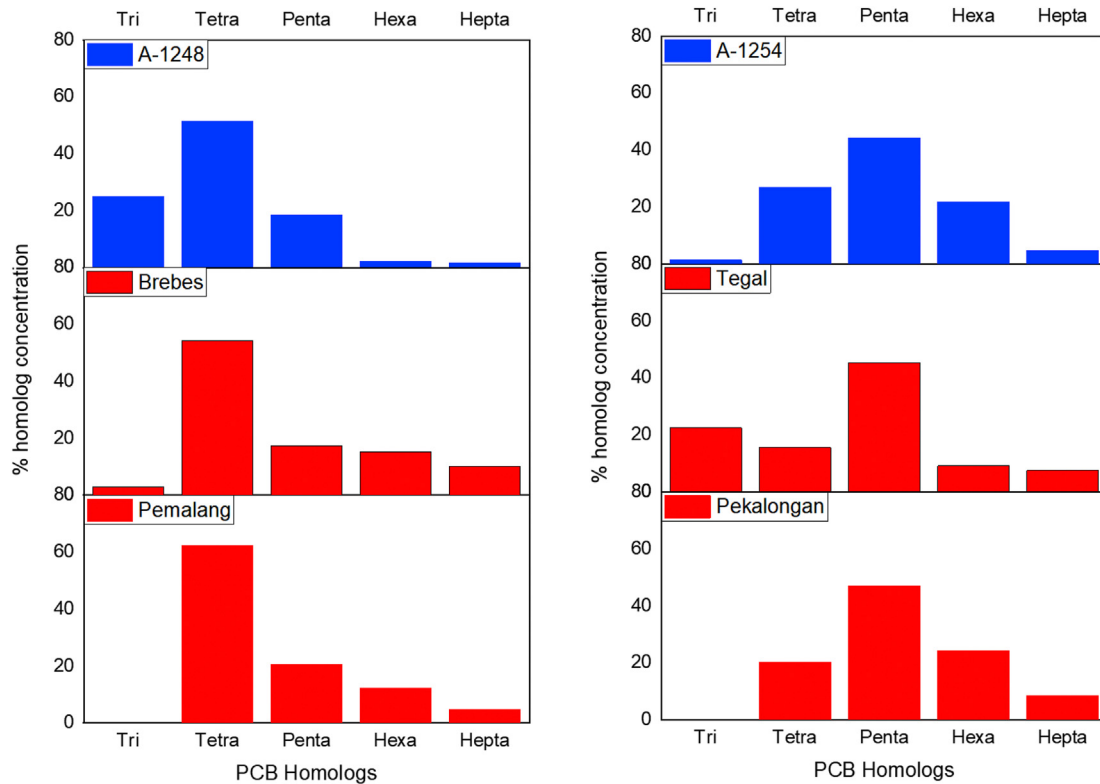 Tri Tetra Penta Hexa Hepta
80
A-1248
60
40
20
80
Brebes
60
40
20
80
Pemalang
60
40
20
0
Tri Tetra Penta Hexa Hepta
PCB Homologs
% homolog concentration
Tri Tetra Penta Hexa Hepta
80
A-1254
60
40
20
80
Tegal
60
40
20
80
Pekalongan
60
40
20
0
Tri Tetra Penta Hexa Hepta
PCB Homologs
% homolog concentration